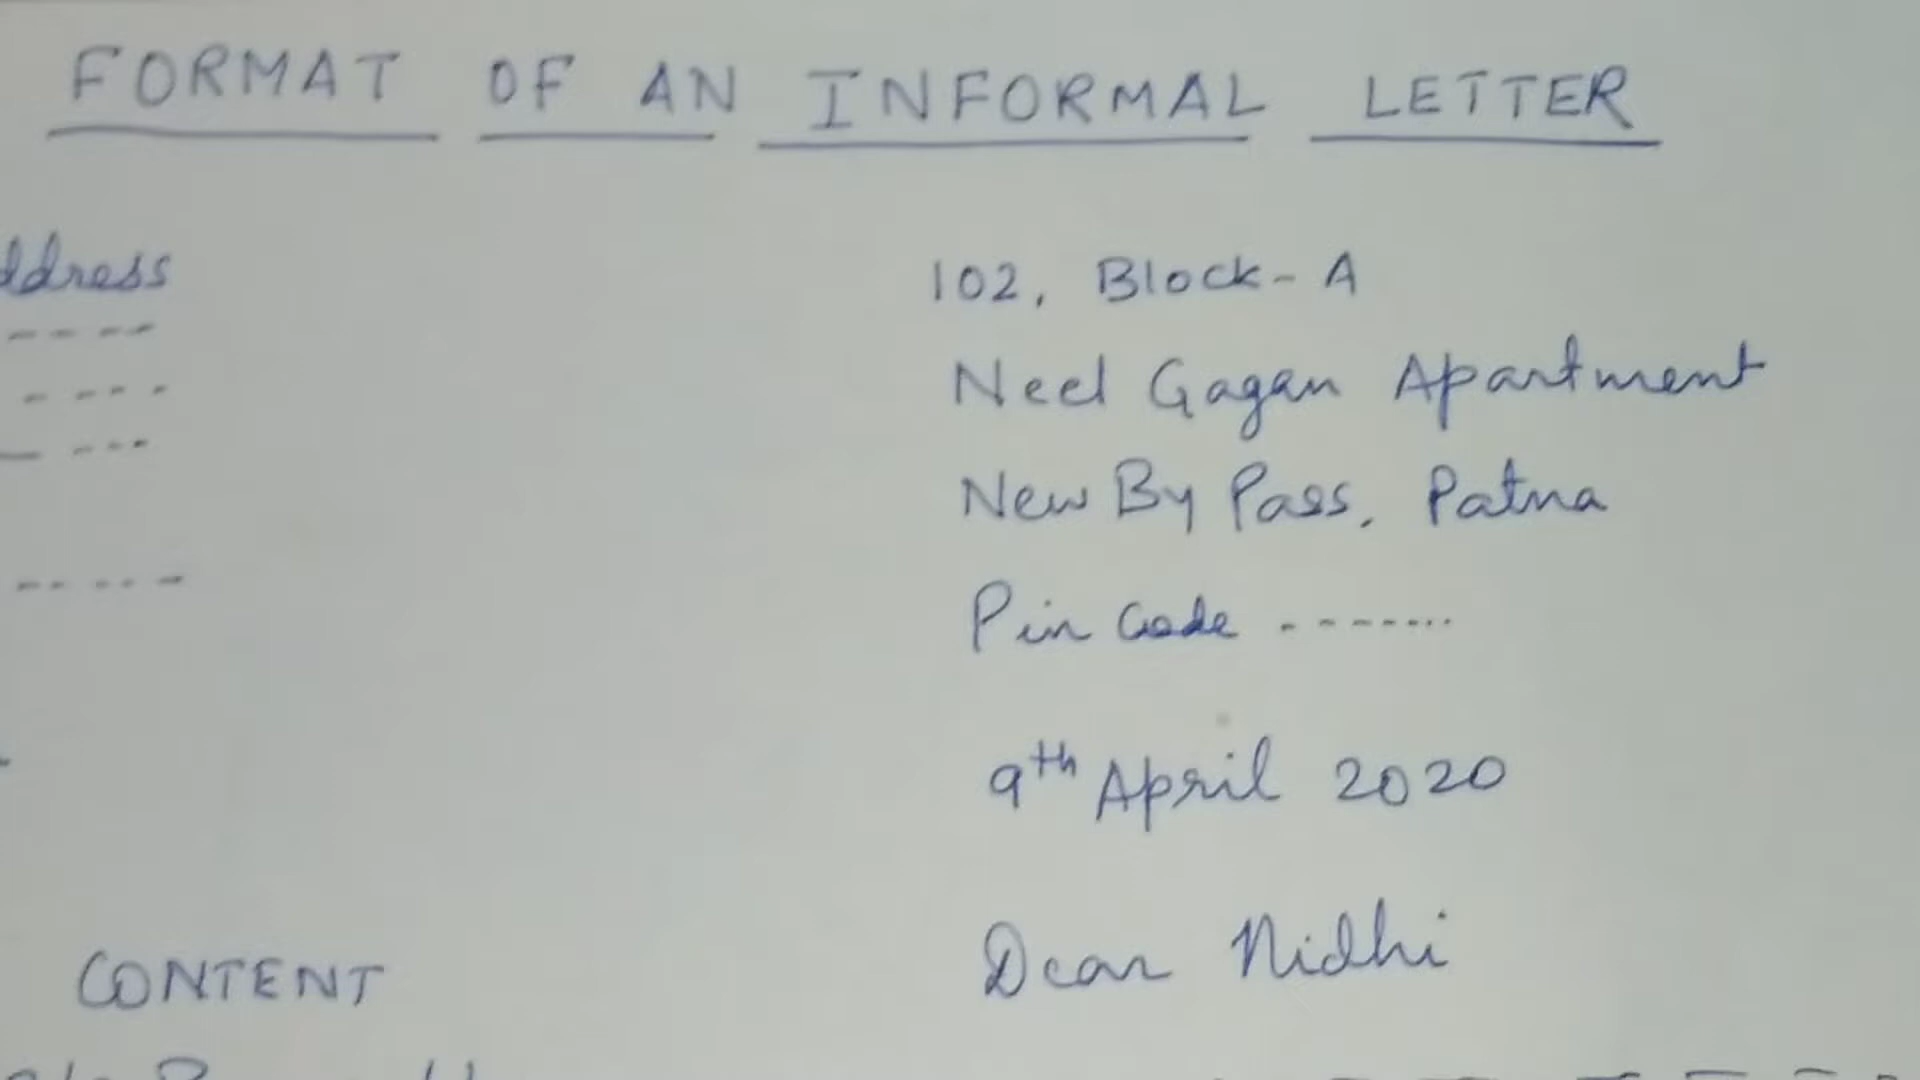 FORMAT OF AN INFORMAL LETTER
ddress
102, Block-A
Neel Gagan Apartment
New By Pass, Patna
Pin Code -------
9th April 2020
CONTENT
Dear Nidhi